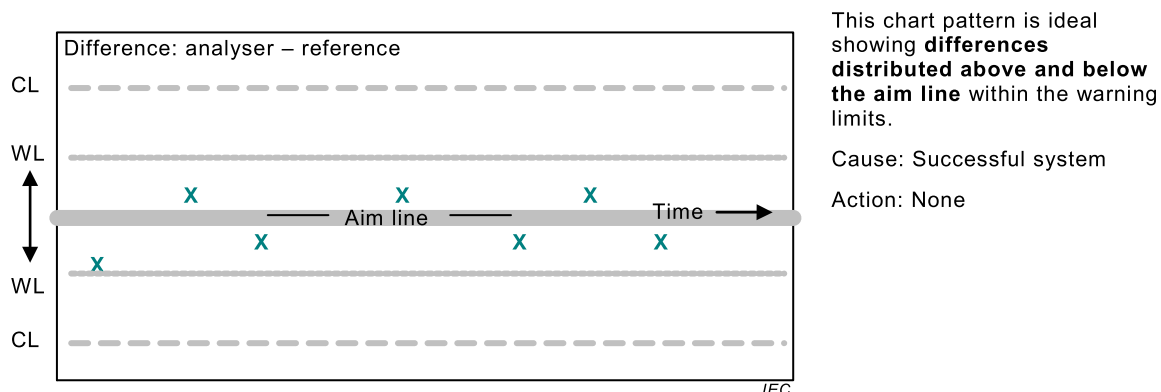 Difference: analyser – reference
CL
WL
X X X
Aim line Time
X X X
X
WL
CL
IEC
This chart pattern is ideal
showing differences
distributed above and below
the aim line within the warning
limits.
Cause: Successful system
Action: None